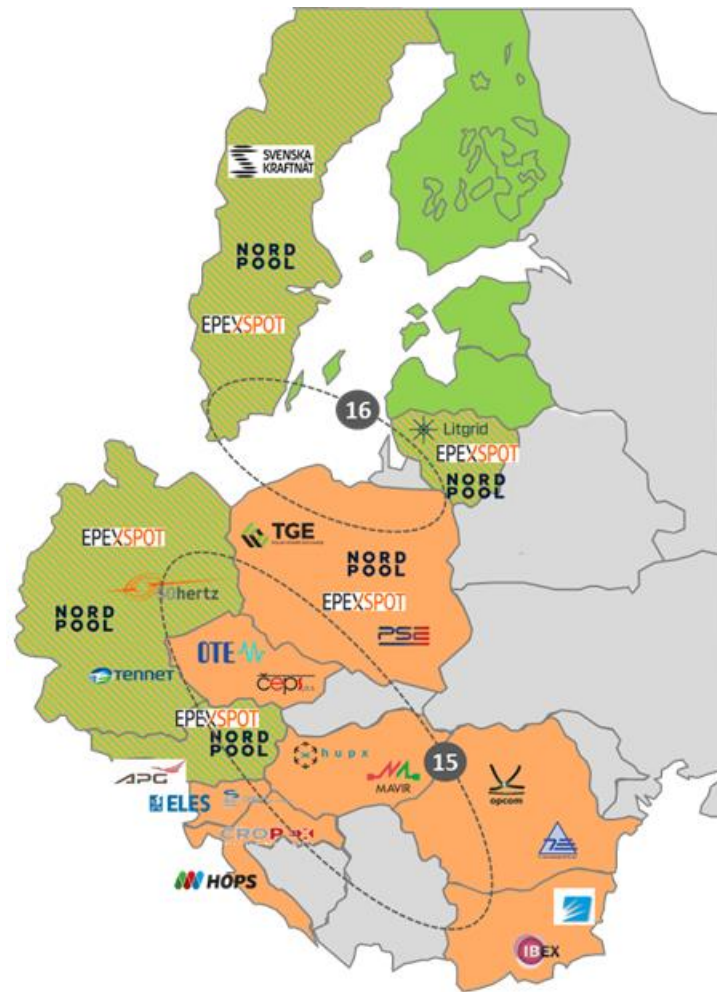 SVENSKA
KRAFTNÄT
NORD
POOL
EPEXSPOT
16
Litgrid
EPEXSPOT
NORD
POOL
TGE
EPEXSPOT
NORD
POOL
50hertz
NORD
POOL
EPEXSPOT
PSE
OTE
čeps
TENNET
EPEXSPOT
NORD
POOL
hupx
15
MAVIR
opcom
APG
ELES
CROPEX
HOPS
IBEX